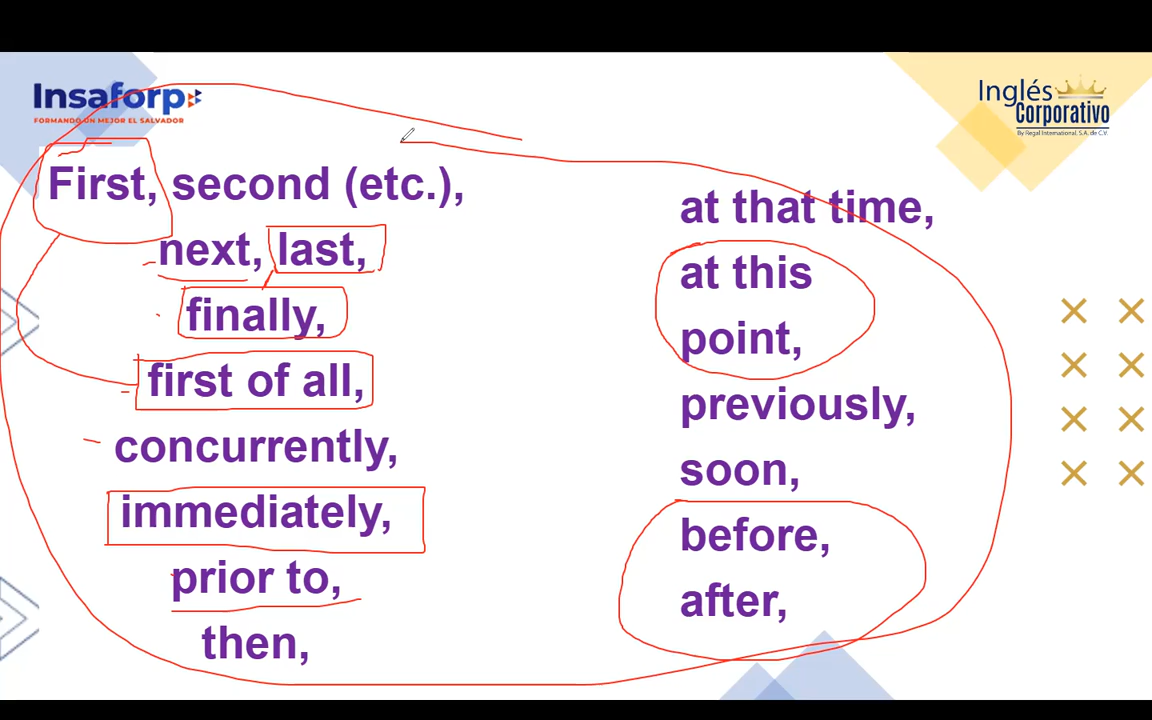 Insaforp
FORMANDO UN MEJOR EL SALVADOR
Inglés
Corporativo
By Regal International, S.A. de C.V.
First, second (etc.),
next, last,
finally,
first of all,
concurrently,
immediately,
prior to,
then,
at that time,
at this
point,
previously,
soon,
before,
after,